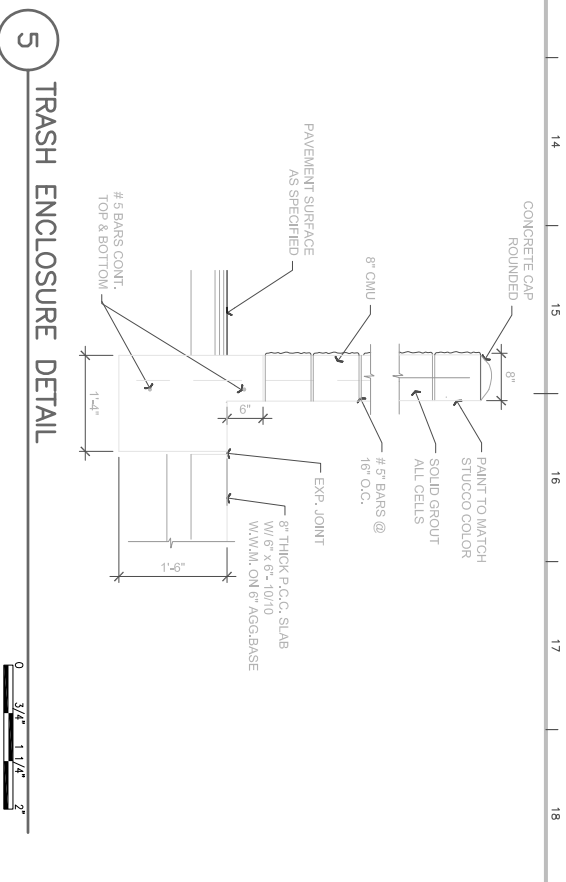 14
15
16
17
18
CONCRETE CAP
ROUNDED
8"
PAINT TO MATCH
STUCCO COLOR
SOLID GROUT
ALL CELLS
8" CMU
# 5" BARS @
16" O.C.
PAVEMENT SURFACE
AS SPECIFIED
6"
EXP. JOINT
8" THICK P.C.C. SLAB
W/ 6" x 6"- 10/10
W.W.M. ON 6" AGG.BASE
# 5 BARS CONT.
TOP & BOTTOM
1'-4"
1'-6"
5
TRASH ENCLOSURE DETAIL
0 3/4" 1 1/4" 2"